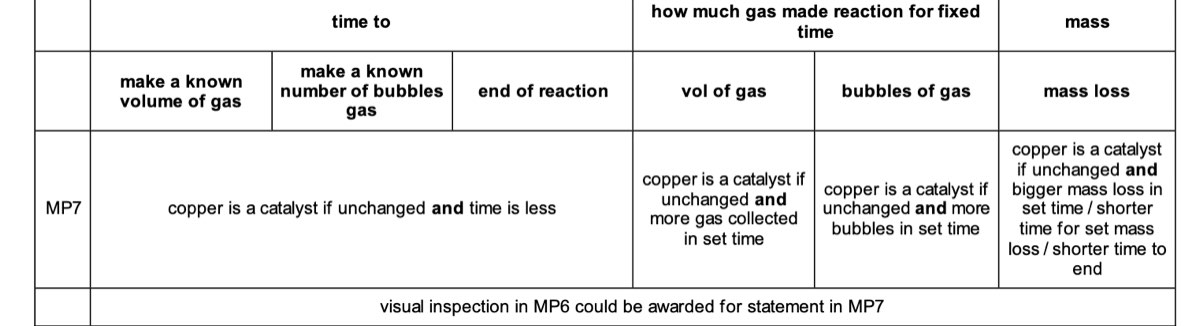 time to
how much gas made reaction for fixed
time
mass
make a known
volume of gas
make a known
number of bubbles
gas
end of reaction
vol of gas
bubbles of gas
mass loss
MP7
copper is a catalyst if unchanged and time is less
copper is a catalyst if
unchanged and
more gas collected
in set time
copper is a catalyst if
unchanged and more
bubbles in set time
copper is a catalyst
if unchanged and
bigger mass loss in
set time / shorter
time for set mass
loss / shorter time to
end
visual inspection in MP6 could be awarded for statement in MP7